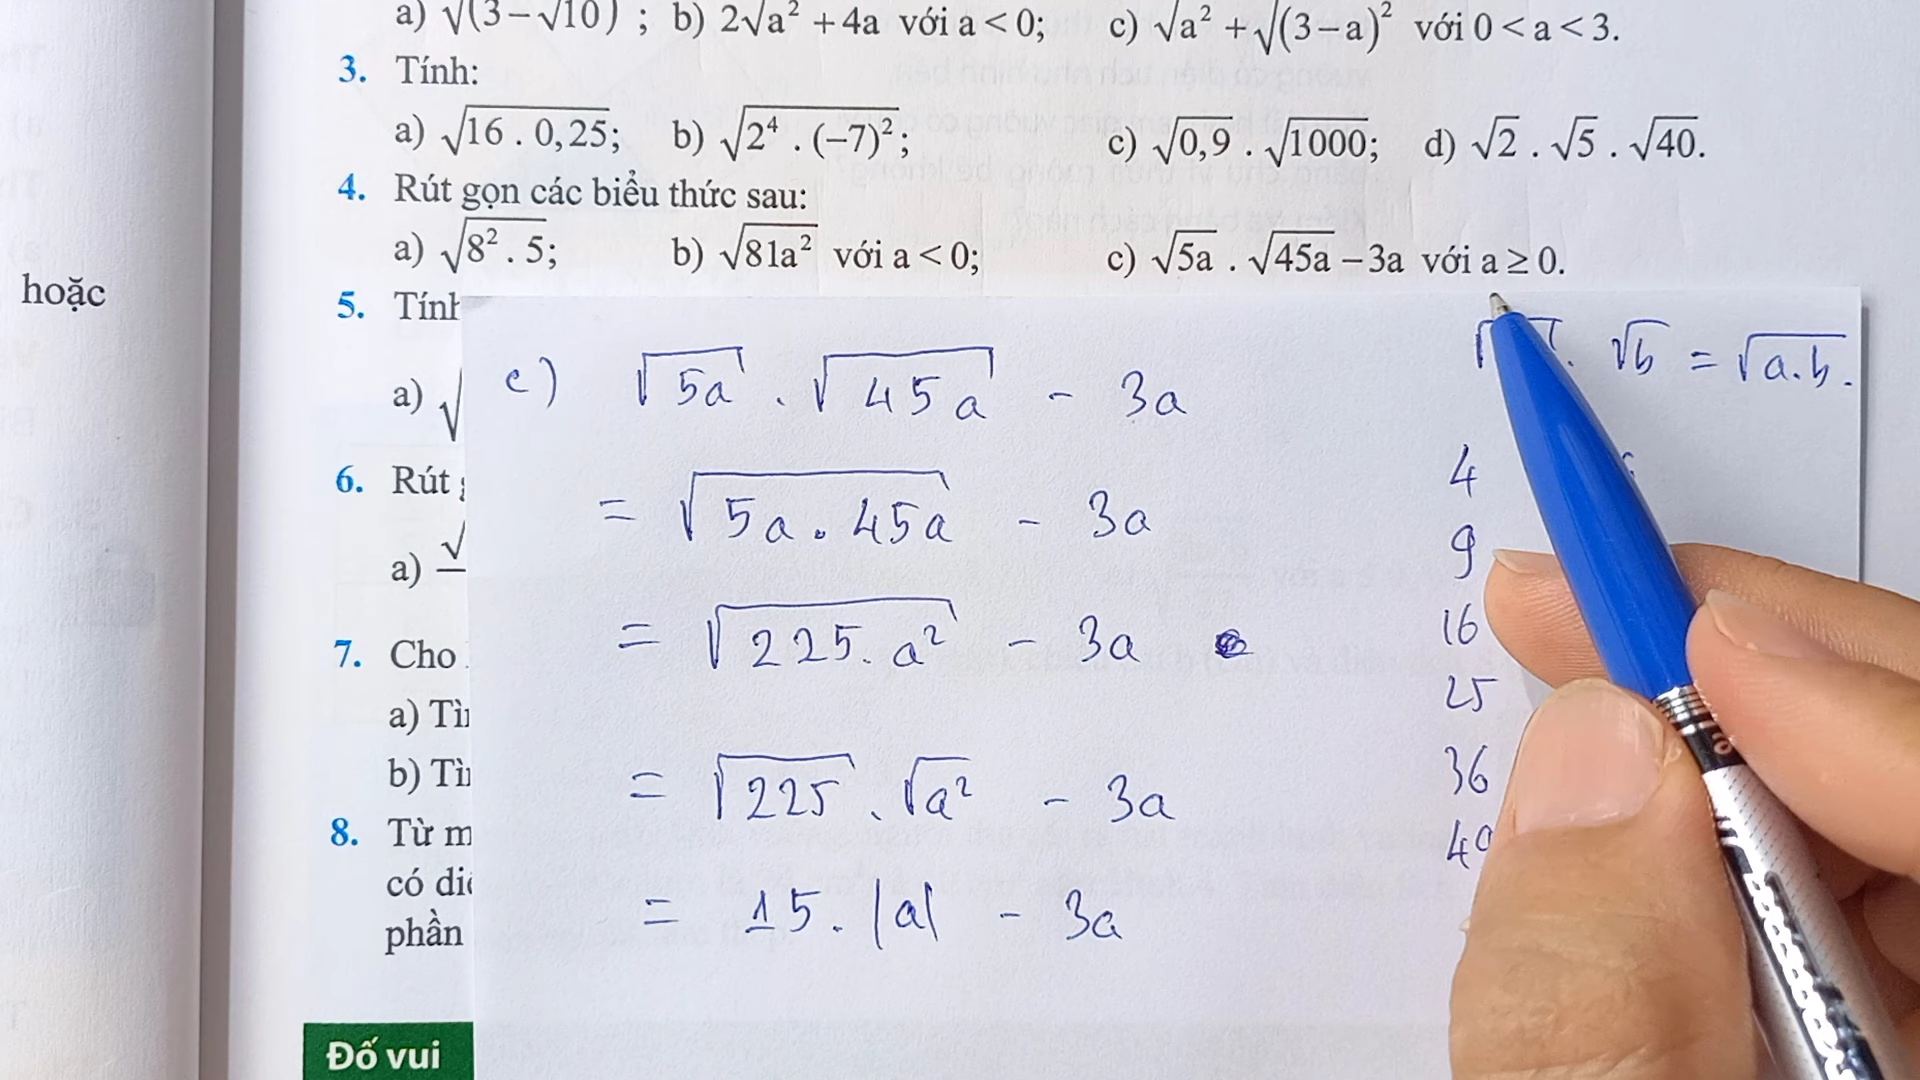 a) √(3 – √10) ; b) 2√a² + 4a với a < 0; c) √a² + √(3 – a)² với 0 < a < 3.
3. Tính:
a) √16 . 0,25; b) √2⁴ . (–7)²; c) √0,9 . √1000; d) √2 . √5 . √40.
4. Rút gọn các biểu thức sau:
a) √8² . 5; b) √81a² với a < 0; c) √5a . √45a – 3a với a ≥ 0.
hoặc
5. Tính
a) √
6. Rút
a) √
7. Cho
a) Tì
b) Tì
8. Từ m
có diệ
phần
Đố vui
c) √5a . √45a - 3a
= √5a . 45a - 3a
= √225 . a² - 3a
= √225 . √a² - 3a
= 15 . |a| - 3a
. √b = √a.b .
4
9
16
25
36
49